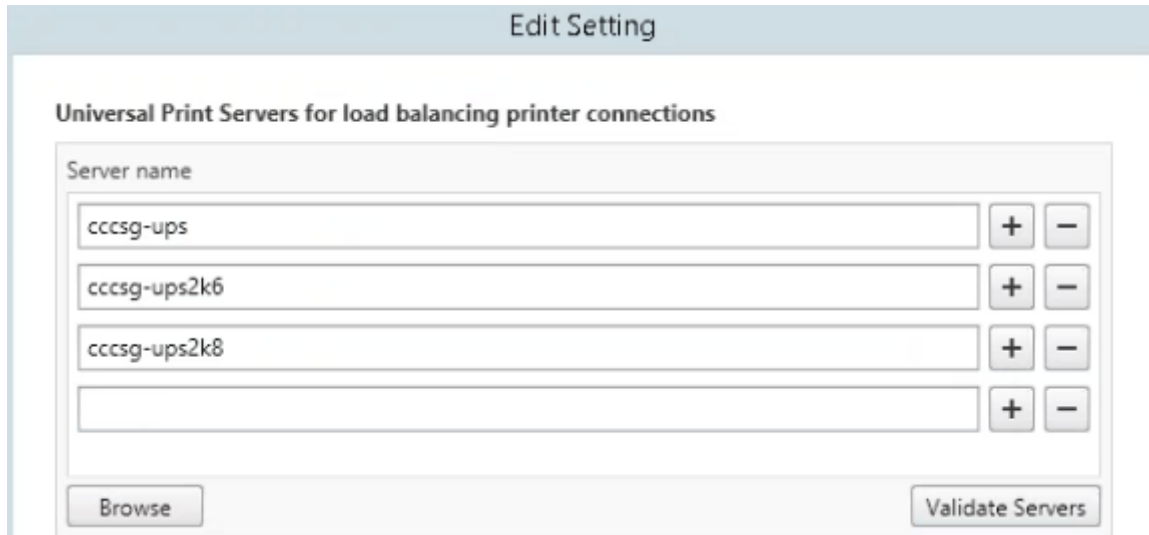 Edit Setting
Universal Print Servers for load balancing printer connections
Server name
cccsg-ups
+ −
cccsg-ups2k6
+ −
cccsg-ups2k8
+ −
+ −
Browse
Validate Servers